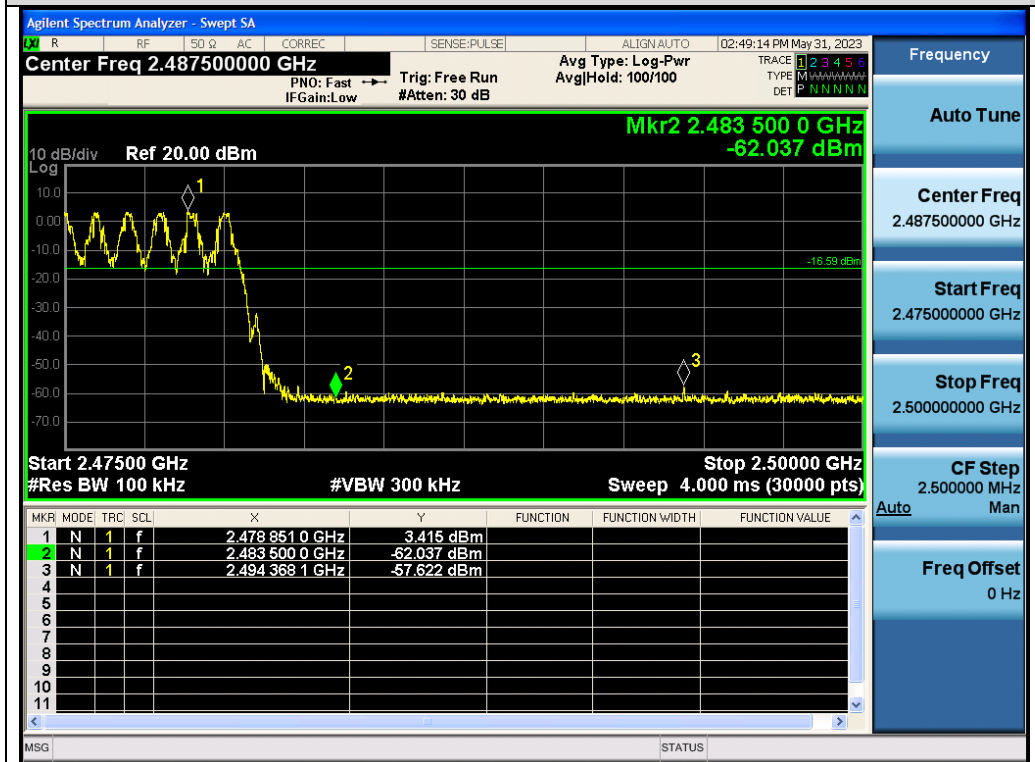 Agilent Spectrum Analyzer - Swept SA
LXI R RF 50 Ω AC CORREC SENSE:PULSE ALIGN AUTO 02:49:14 PM May 31, 2023
Center Freq 2.487500000 GHz
PNO: Fast
IFGain:Low
Trig: Free Run
#Atten: 30 dB
Avg Type: Log-Pwr
Avg|Hold: 100/100
TRACE 1 2 3 4 5 6
TYPE M WWWWW
DET P N N N N N
Mkr2 2.483 500 0 GHz
-62.037 dBm
10 dB/div Ref 20.00 dBm
Log
10.0
0.00
-10.0
-20.0
-30.0
-40.0
-50.0
-60.0
-70.0
1
-16.59 dBm
2
3
Start 2.47500 GHz Stop 2.50000 GHz
#Res BW 100 kHz #VBW 300 kHz Sweep 4.000 ms (30000 pts)
MKR MODE TRC SCL X Y FUNCTION FUNCTION WIDTH FUNCTION VALUE
1 N 1 f 2.478 851 0 GHz 3.415 dBm
2 N 1 f 2.483 500 0 GHz -62.037 dBm
3 N 1 f 2.494 368 1 GHz -57.622 dBm
4
5
6
7
8
9
10
11
MSG STATUS
Frequency
Auto Tune
Center Freq
2.487500000 GHz
Start Freq
2.475000000 GHz
Stop Freq
2.500000000 GHz
CF Step
2.500000 MHz
Auto Man
Freq Offset
0 Hz